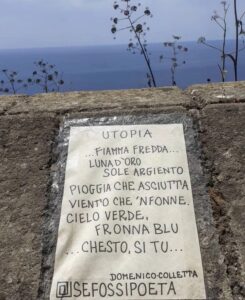 UTOPIA
...FIAMMA FREDDA...
LUNA D'ORO
SOLE ARGIENTO
PIOGGIA CHE ASCIUTTA
VIENTO CHE 'NFONNE.
CIELO VERDE,
FRONNA BLU
...CHESTO, SI TU...
DOMENICO-COLLETTA
@ISEFOSSIPOETA